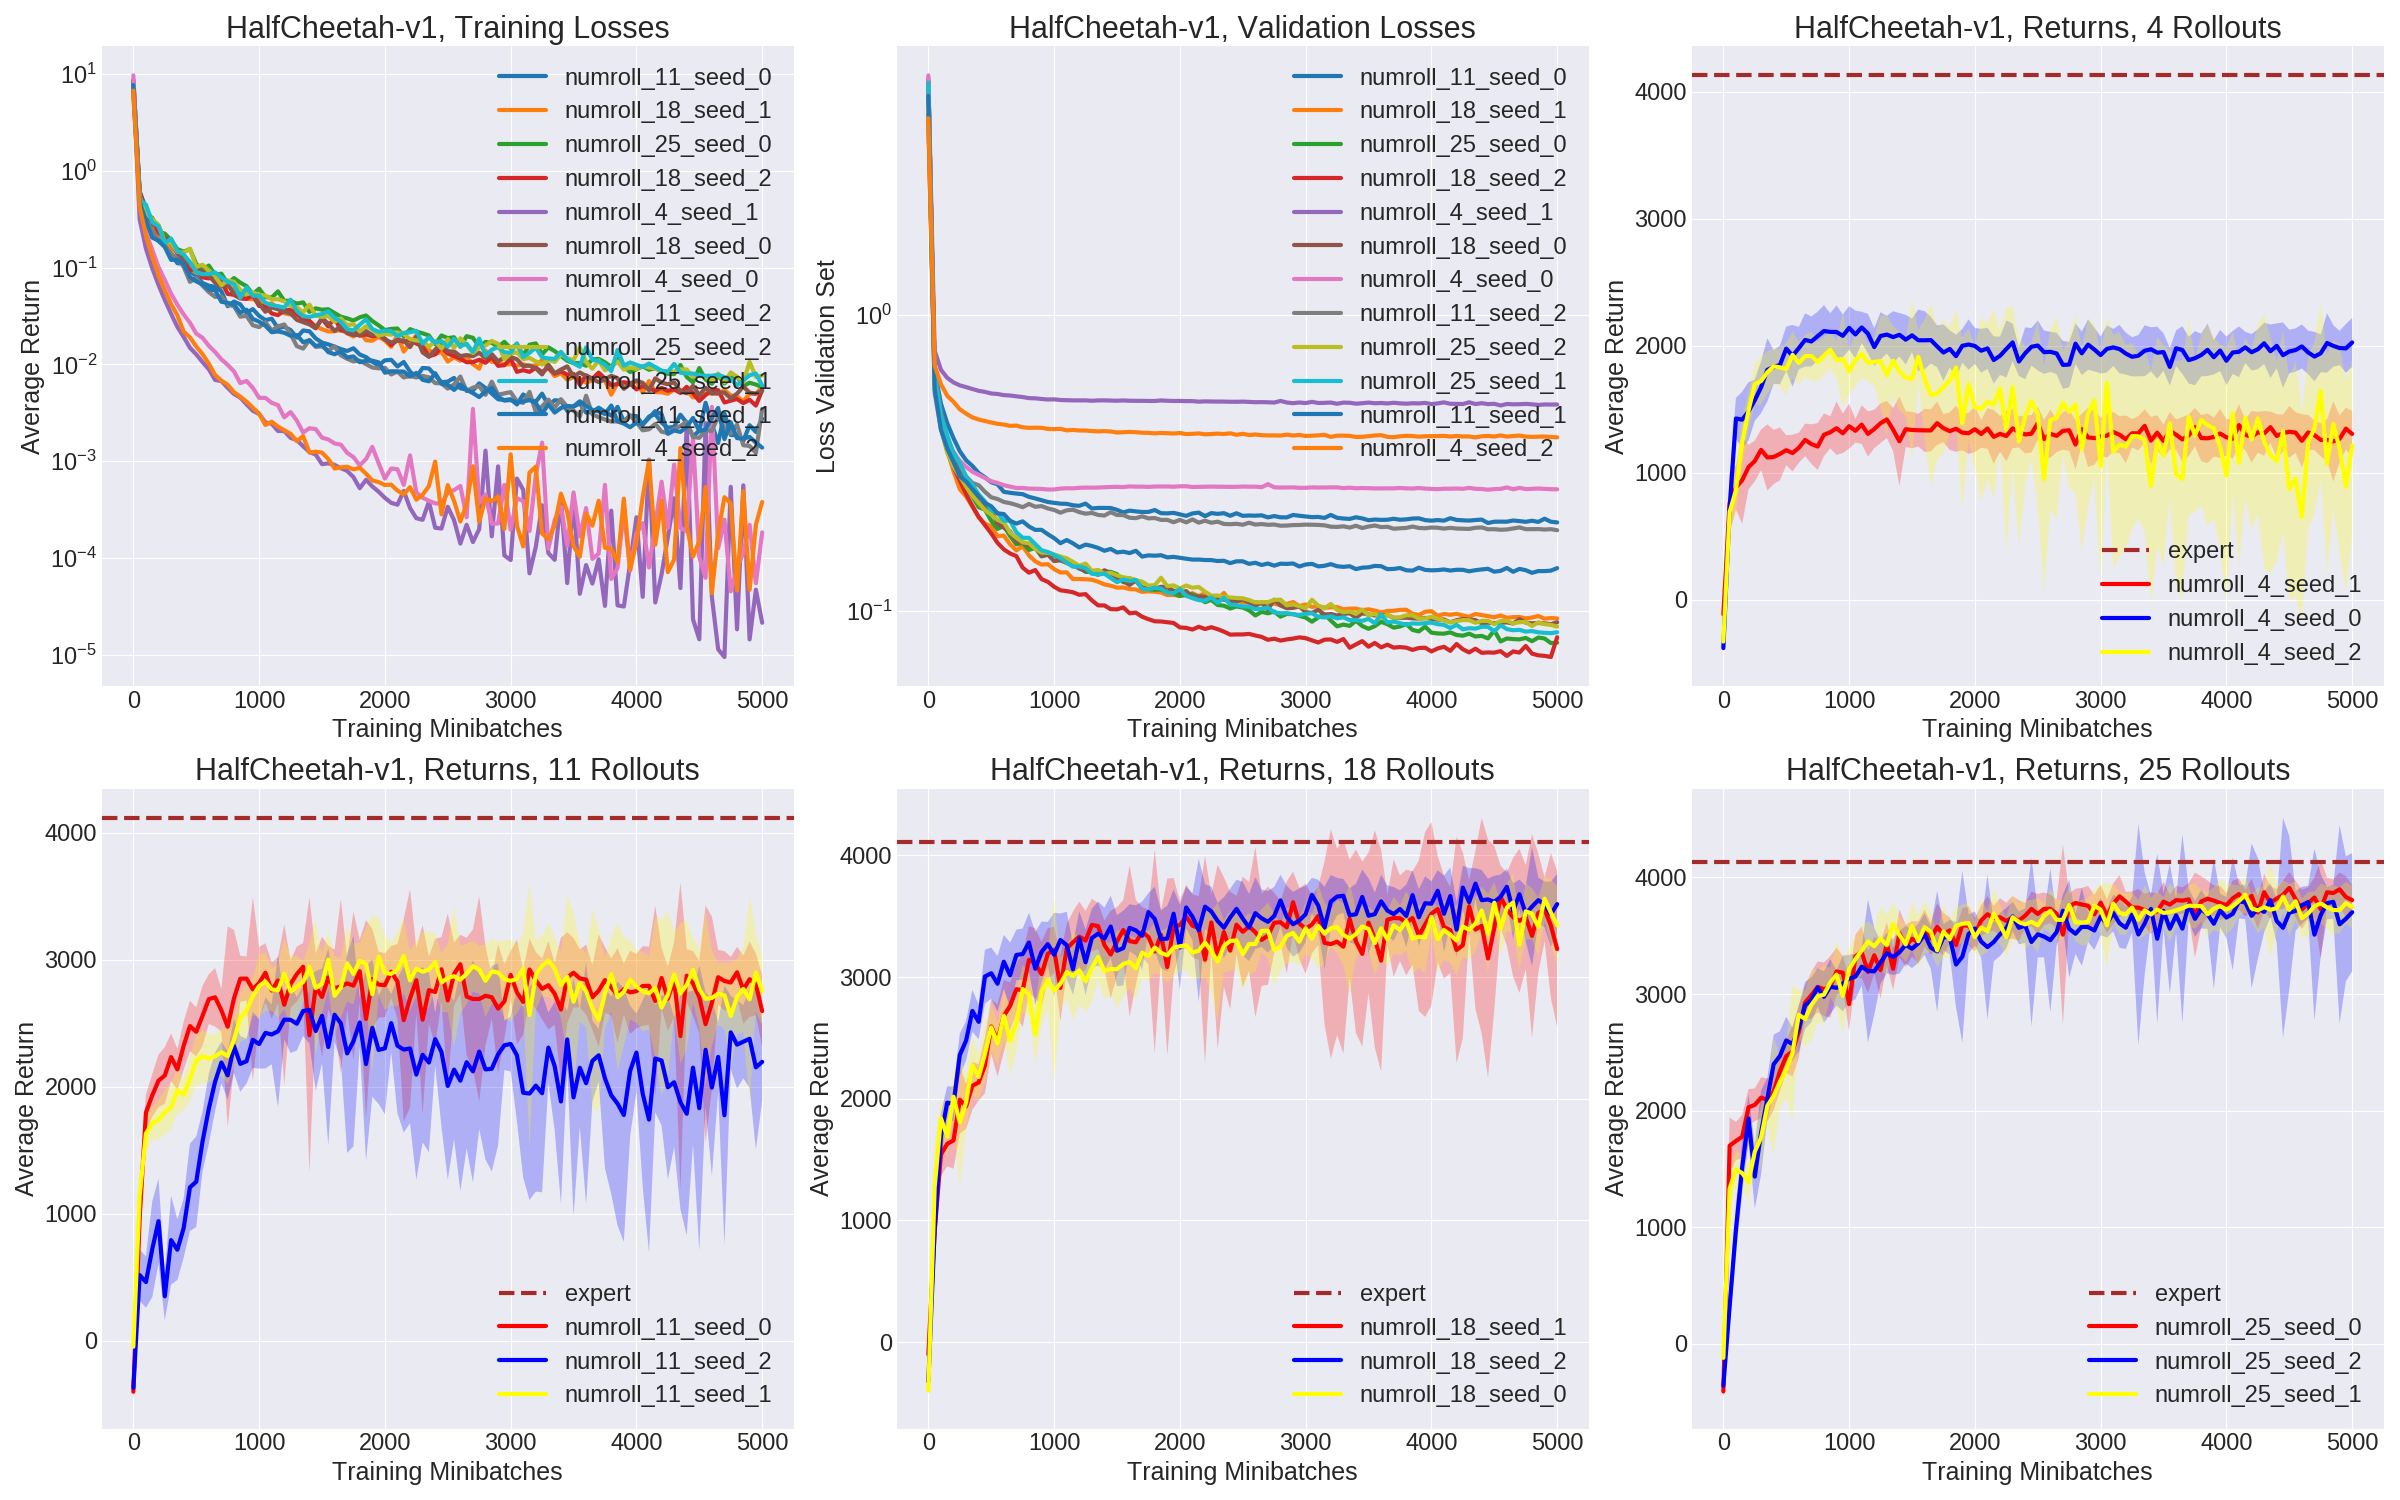 HalfCheetah-v1, Training Losses
Average Return
10^1
10^0
10^−1
10^−2
10^−3
10^−4
10^−5
numroll_11_seed_0
numroll_18_seed_1
numroll_25_seed_0
numroll_18_seed_2
numroll_4_seed_1
numroll_18_seed_0
numroll_4_seed_0
numroll_11_seed_2
numroll_25_seed_2
numroll_25_seed_1
numroll_11_seed_1
numroll_4_seed_2
0 1000 2000 3000 4000 5000
Training Minibatches
HalfCheetah-v1, Validation Losses
Loss Validation Set
10^0
10^−1
numroll_11_seed_0
numroll_18_seed_1
numroll_25_seed_0
numroll_18_seed_2
numroll_4_seed_1
numroll_18_seed_0
numroll_4_seed_0
numroll_11_seed_2
numroll_25_seed_2
numroll_25_seed_1
numroll_11_seed_1
numroll_4_seed_2
0 1000 2000 3000 4000 5000
Training Minibatches
HalfCheetah-v1, Returns, 4 Rollouts
Average Return
4000
3000
2000
1000
0
expert
numroll_4_seed_1
numroll_4_seed_0
numroll_4_seed_2
0 1000 2000 3000 4000 5000
Training Minibatches
HalfCheetah-v1, Returns, 11 Rollouts
Average Return
4000
3000
2000
1000
0
expert
numroll_11_seed_0
numroll_11_seed_2
numroll_11_seed_1
0 1000 2000 3000 4000 5000
Training Minibatches
HalfCheetah-v1, Returns, 18 Rollouts
Average Return
4000
3000
2000
1000
0
expert
numroll_18_seed_1
numroll_18_seed_2
numroll_18_seed_0
0 1000 2000 3000 4000 5000
Training Minibatches
HalfCheetah-v1, Returns, 25 Rollouts
Average Return
4000
3000
2000
1000
0
expert
numroll_25_seed_0
numroll_25_seed_2
numroll_25_seed_1
0 1000 2000 3000 4000 5000
Training Minibatches